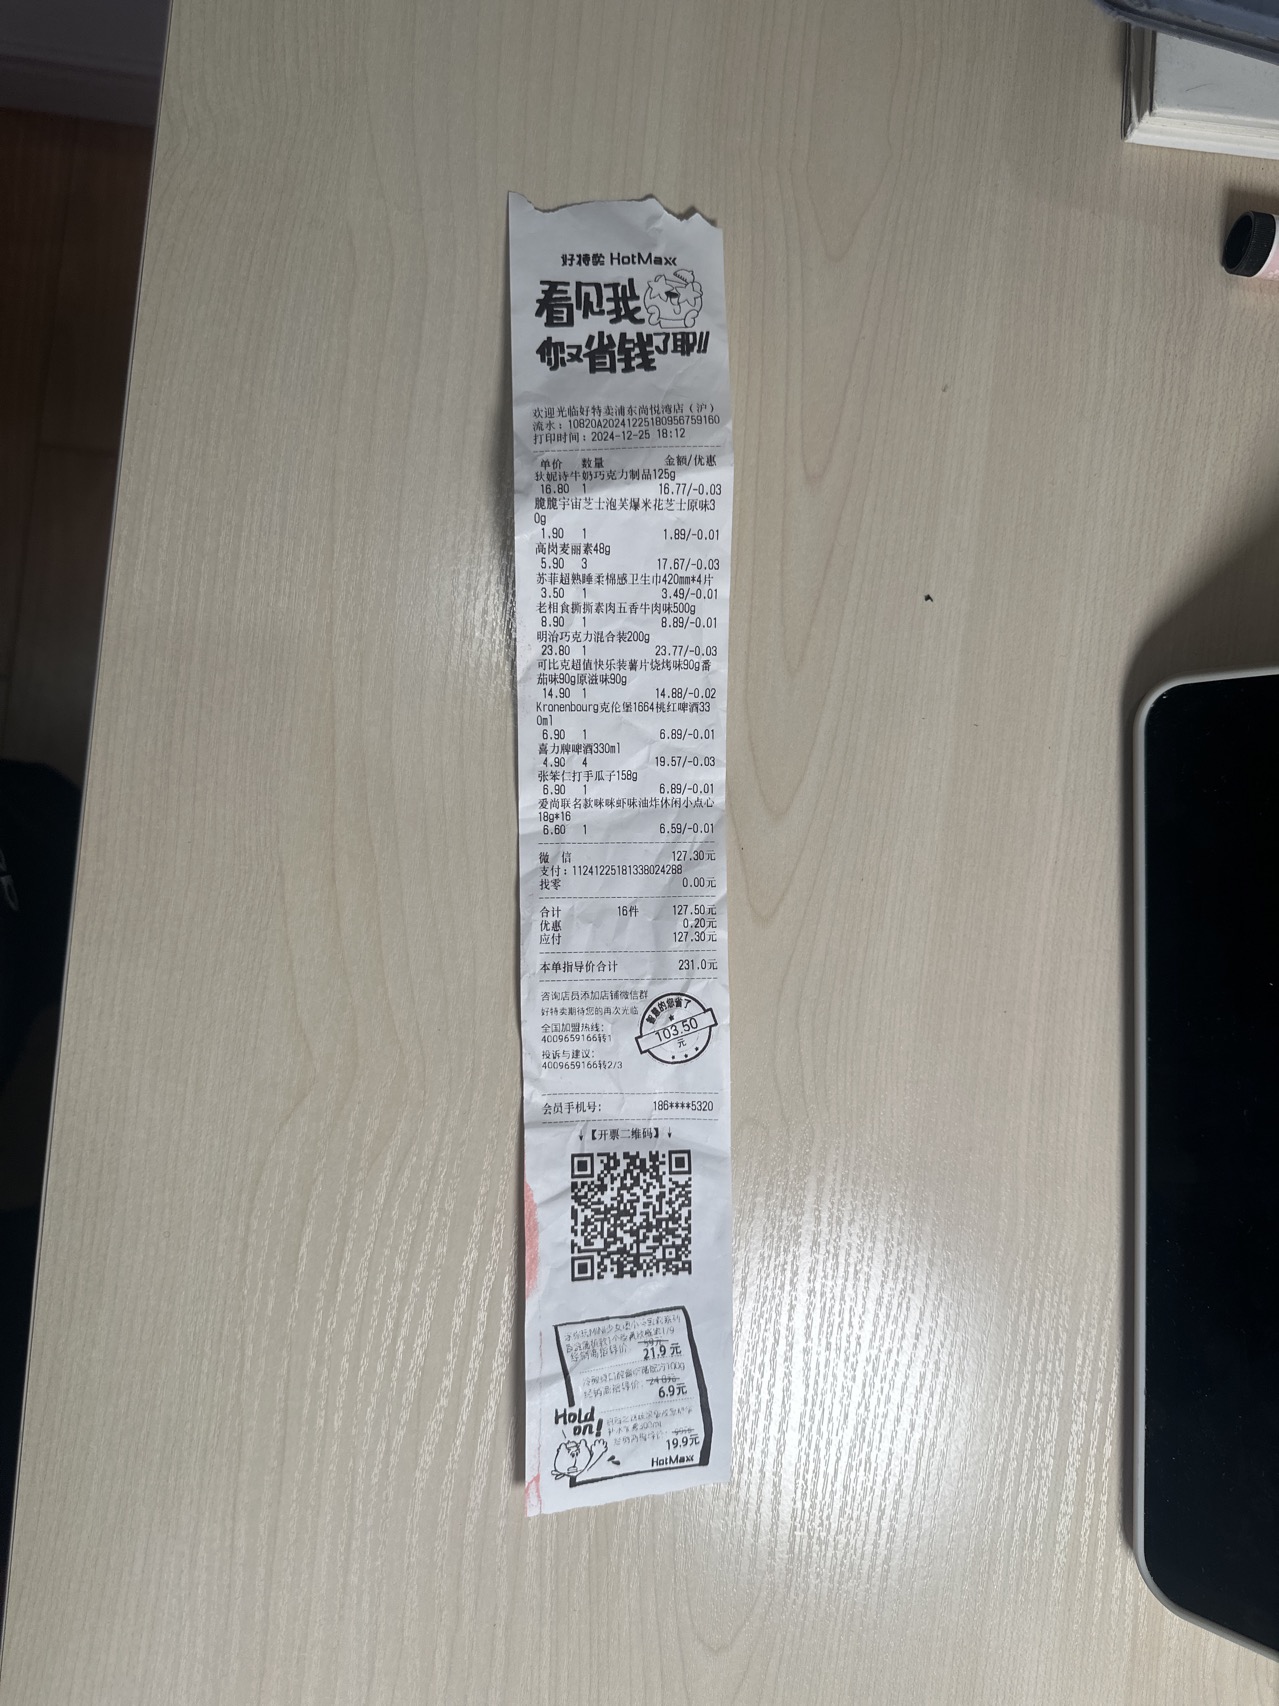 好特卖 HotMaxx
看见我
你又省钱了耶!!
欢迎光临好特卖浦东尚悦湾店（沪）
流水：10820A20241225180956759160
打印时间：2024-12-25 18:12
单价 数量 金额/优惠
狄妮诗牛奶巧克力制品125g
16.80 1 16.77/-0.03
脆脆宇宙芝士泡芙爆米花芝士原味3
0g
1.90 1 1.89/-0.01
高岗麦丽素48g
5.90 3 17.67/-0.03
苏菲超熟睡柔棉感卫生巾420mm*4片
3.50 1 3.49/-0.01
老相食撕撕素肉五香牛肉味500g
8.90 1 8.89/-0.01
明治巧克力混合装200g
23.80 1 23.77/-0.03
可比克超值快乐装薯片烧烤味90g番
茄味90g原滋味90g
14.90 1 14.88/-0.02
Kronenbourg克伦堡1664桃红啤酒33
0ml
6.90 1 6.89/-0.01
喜力牌啤酒330ml
4.90 4 19.57/-0.03
张笨仁打手瓜子158g
6.90 1 6.89/-0.01
爱尚联名款咪咪虾味油炸休闲小点心
18g*16
6.60 1 6.59/-0.01
微 信 127.30元
支付：11241225181338024288
找零 0.00元
合计 16件 127.50元
优惠 0.20元
应付 127.30元
本单指导价合计 231.0元
咨询店员添加店铺微信群
好特卖期待您的再次光临
全国加盟热线：
4009659166转1
投诉与建议：
4009659166转2/3
智慧的您省了
103.50
元
会员手机号： 186****5320
↓【开票二维码】↓
21.9元
6.9元
Hold
on!
19.9元
HotMaxx